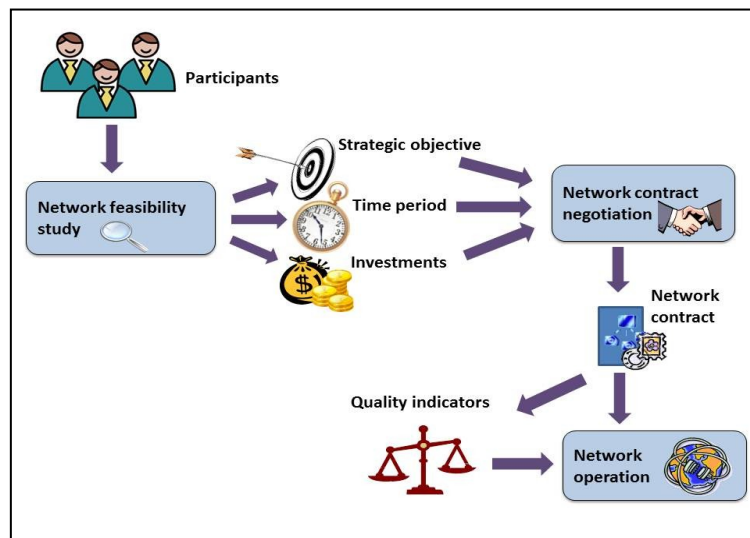 Participants
Strategic objective
Network feasibility
study
Time period
Investments
Network contract
negotiation
Network
contract
Quality indicators
Network
operation